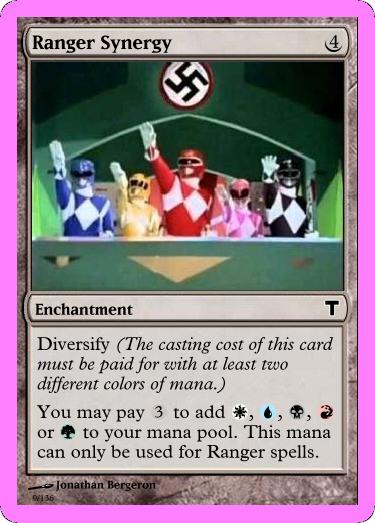 Ranger Synergy 4
Enchantment T
Diversify (The casting cost of this card
must be paid for with at least two
different colors of mana.)
You may pay 3 to add , , ,
or to your mana pool. This mana
can only be used for Ranger spells.
Jonathan Bergeron
9/136